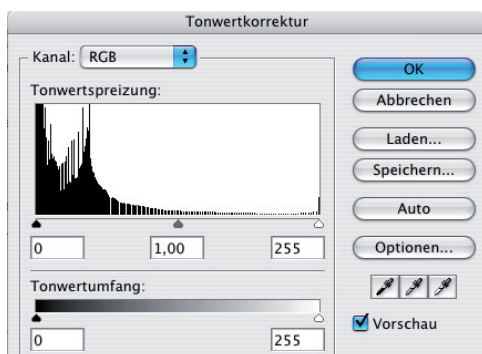 Tonwertkorrektur
Kanal: RGB
Tonwertspreizung:
0 1,00 255
Tonwertumfang:
0 255
OK
Abbrechen
Laden...
Speichern...
Auto
Optionen...
Vorschau